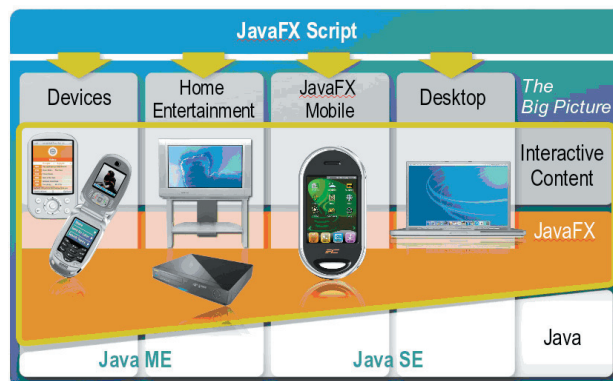 JavaFX Script
Devices
Home
Entertainment
JavaFX
Mobile
Desktop
The
Big Picture
Interactive
Content
JavaFX
Java
Java ME
Java SE